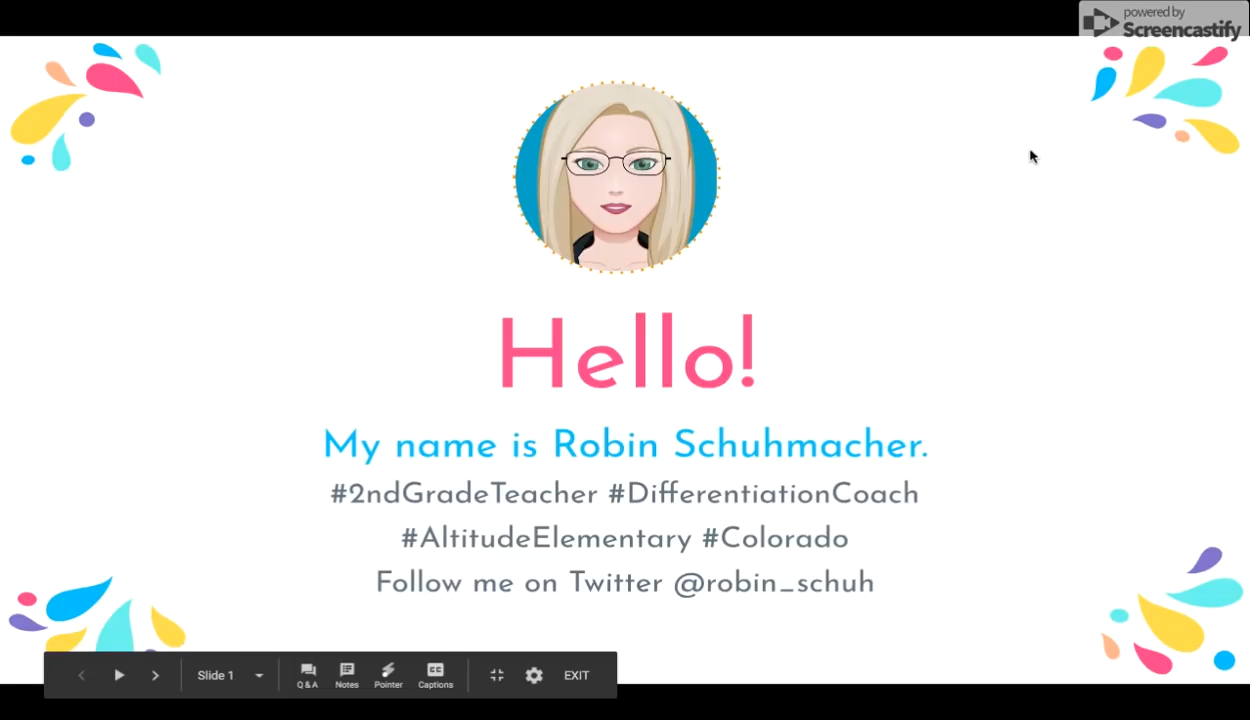 powered by
Screencastify
Hello!
My name is Robin Schuhmacher.
#2ndGradeTeacher #DifferentiationCoach
#AltitudeElementary #Colorado
Follow me on Twitter @robin_schuh
Slide 1
Q & A
Notes
Pointer
CC
Captions
EXIT